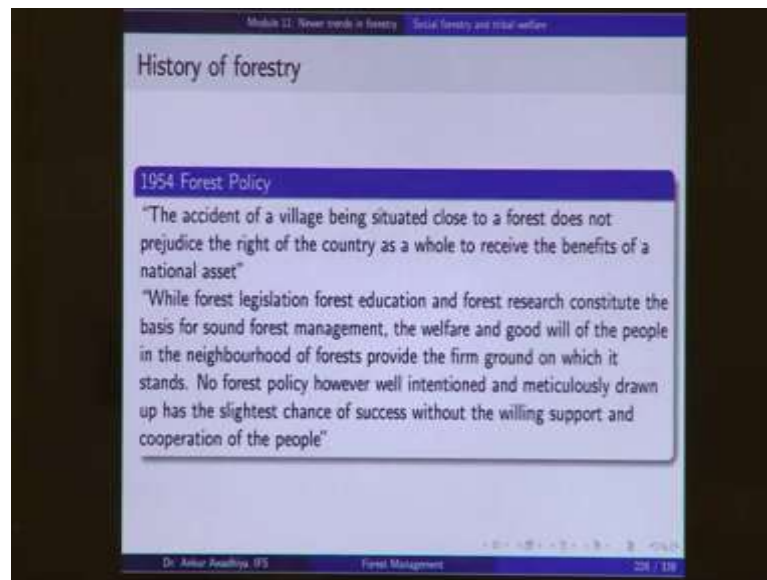 Module 11: Newer trends in forestry Social forestry and tribal welfare
History of forestry
1954 Forest Policy
"The accident of a village being situated close to a forest does not
prejudice the right of the country as a whole to receive the benefits of a
national asset"
"While forest legislation forest education and forest research constitute the
basis for sound forest management, the welfare and good will of the people
in the neighbourhood of forests provide the firm ground on which it
stands. No forest policy however well intentioned and meticulously drawn
up has the slightest chance of success without the willing support and
cooperation of the people"
Dr. Ankur Awadhiya, IFS Forest Management